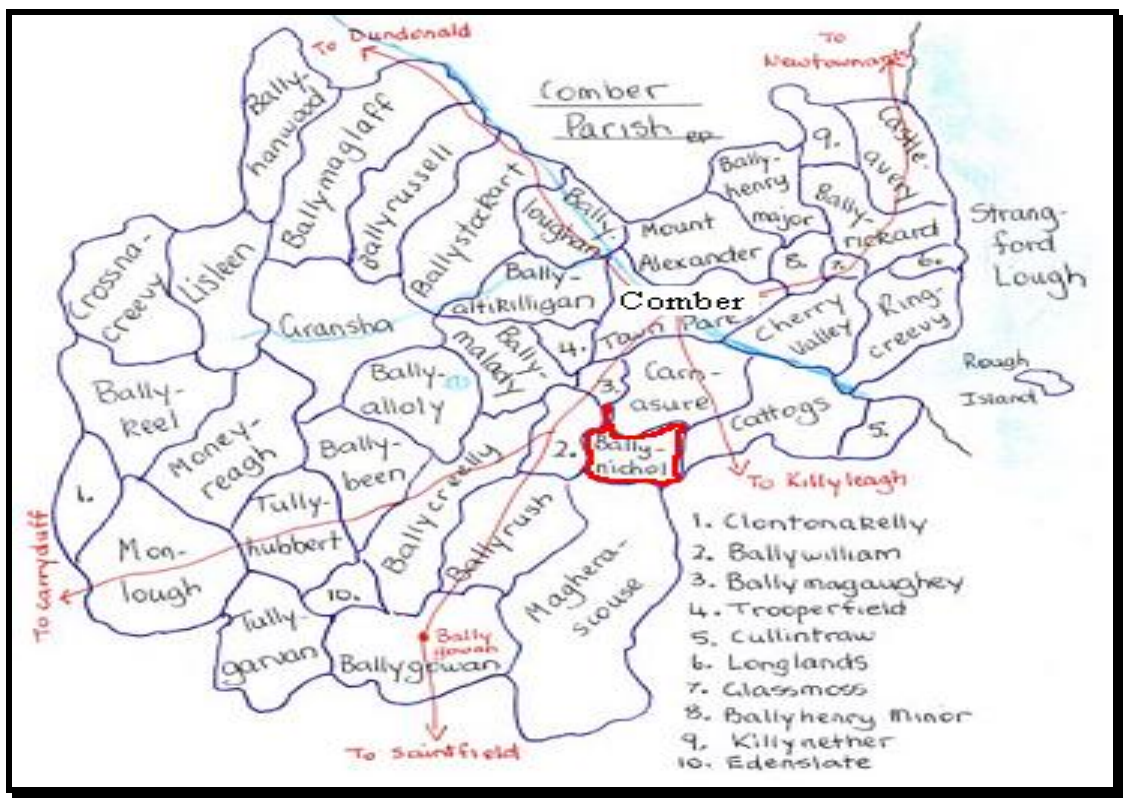 To Dundonald
Comber
Parish ep
To
Newtownards
Bally-
hanwood
Ballymaglaff
Ballyrussell
Ballystockart
Bally-
loughan
Bally-
henry
major
9.
Castle-
avery
Mount
Alexander
Bally-
rickard
8.
7.
6.
Strang-
ford
Lough
Crossna-
creevy
Lisleen
Gransha
Bally-
altikilligan
Comber
Town Park-
Cherry
Valley
Ring-
creevy
Rough
Island
Bally-
keel
Money-
reagh
Bally-
alloly
Bally-
malady
4.
3.
Carn-
asure
Cattogs
5.
Bally-
been
2.
Bally-
nichol
To Killyleagh
1.
Mon-
lough
Tully-
hubbert
Ballycreelly
Ballyrush
Maghera-
scouse
To Carryduff
10.
Tully-
garvan
Bally
gowan
Ballygowan
To Saintfield
1. Clontonakelly
2. Ballywilliam
3. Ballymagaughey
4. Trooperfield
5. Cullintraw
6. Longlands
7. Glassmoss
8. Ballyhenry Minor
9. Killynether
10. Edenslate